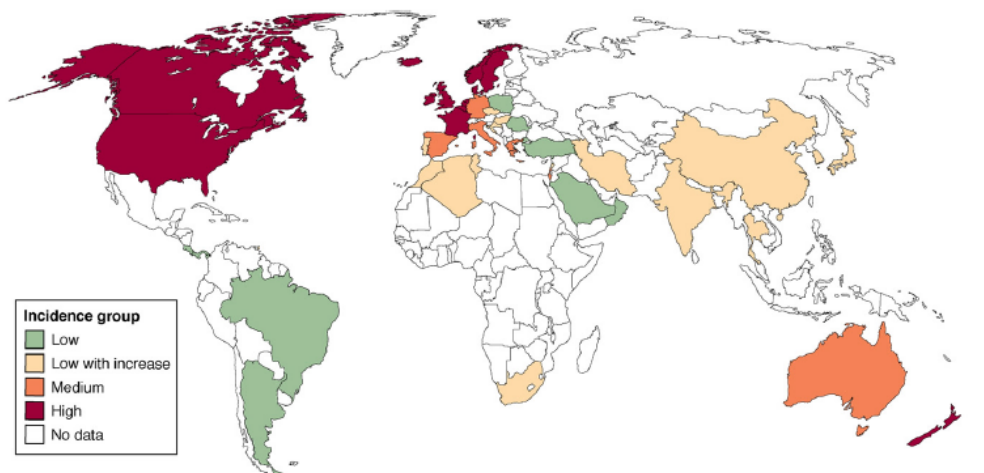 Incidence group
Low
Low with increase
Medium
High
No data